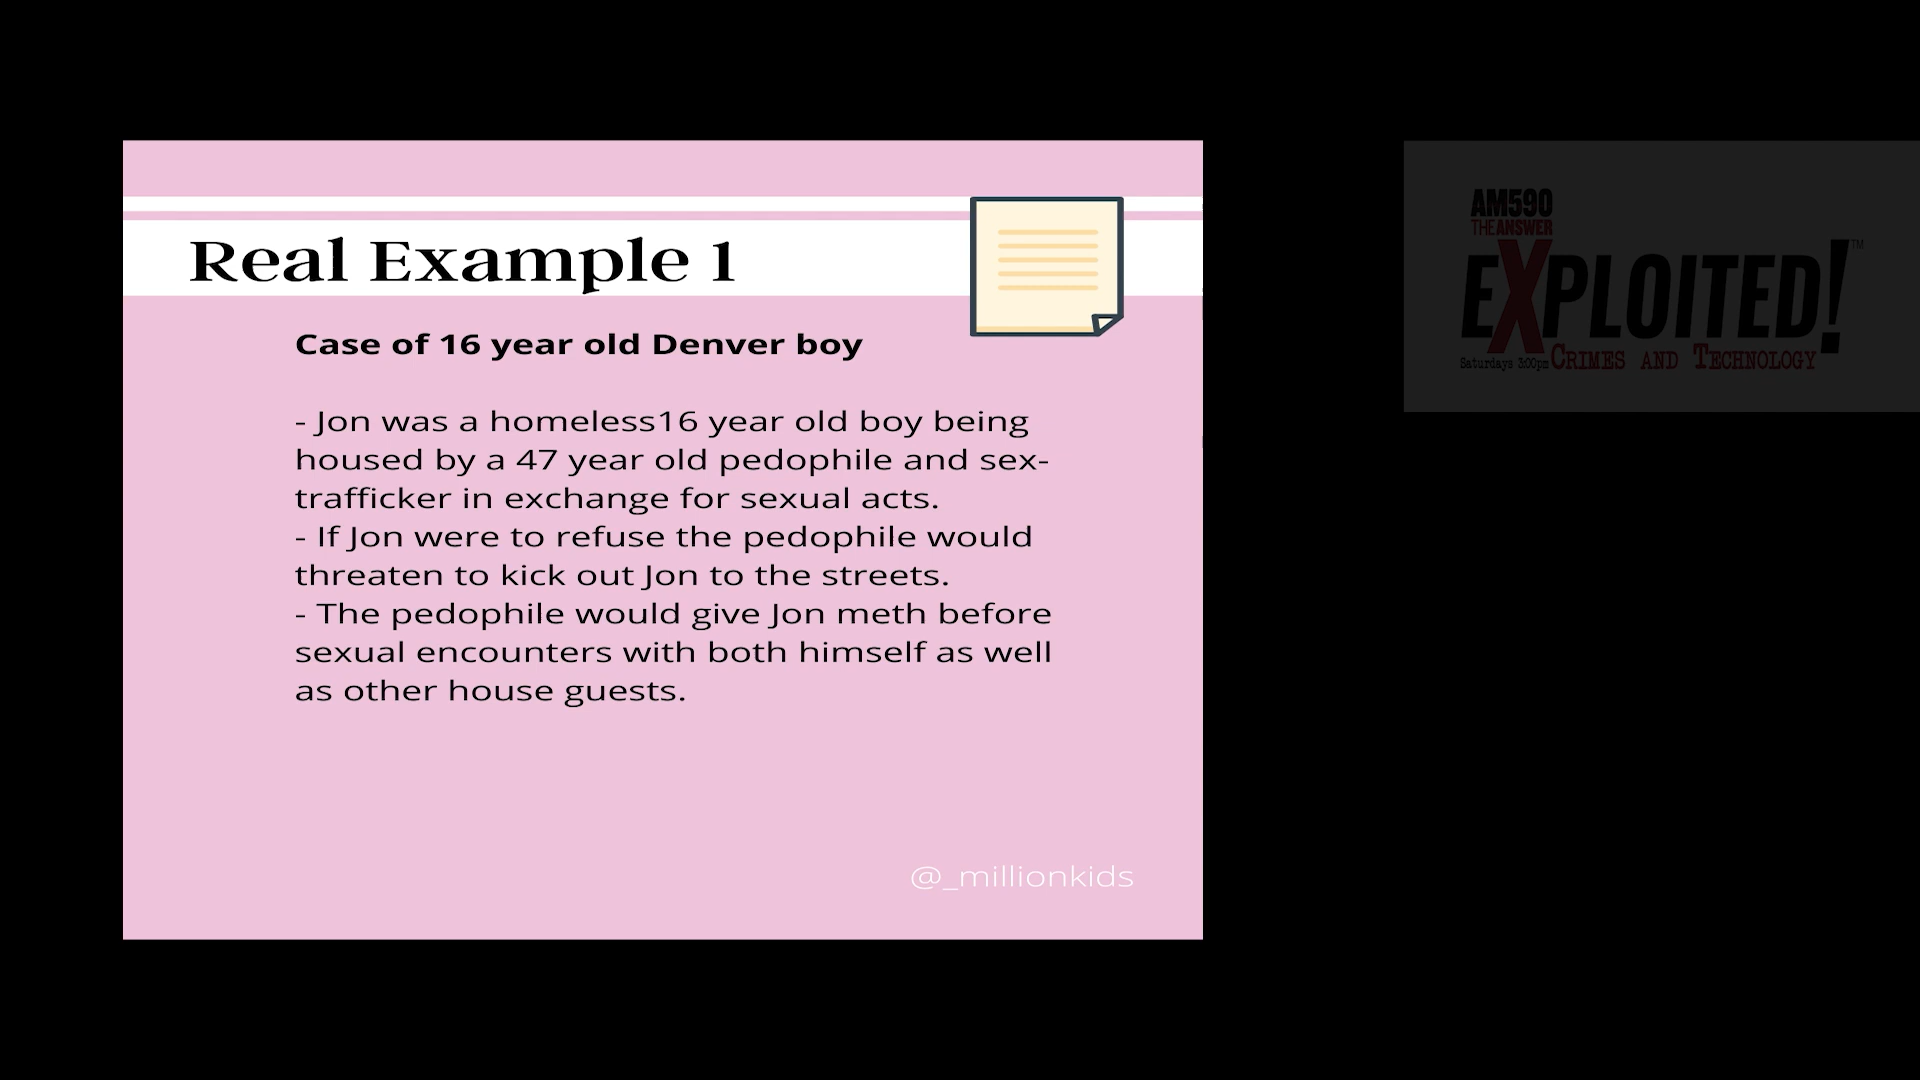 Real Example 1
Case of 16 year old Denver boy
- Jon was a homeless16 year old boy being
housed by a 47 year old pedophile and sex-
trafficker in exchange for sexual acts.
- If Jon were to refuse the pedophile would
threaten to kick out Jon to the streets.
- The pedophile would give Jon meth before
sexual encounters with both himself as well
as other house guests.
@_millionkids
AM590
THE ANSWER
EXPLOITED!™
Saturdays 3:00pm CRIMES AND TECHNOLOGY